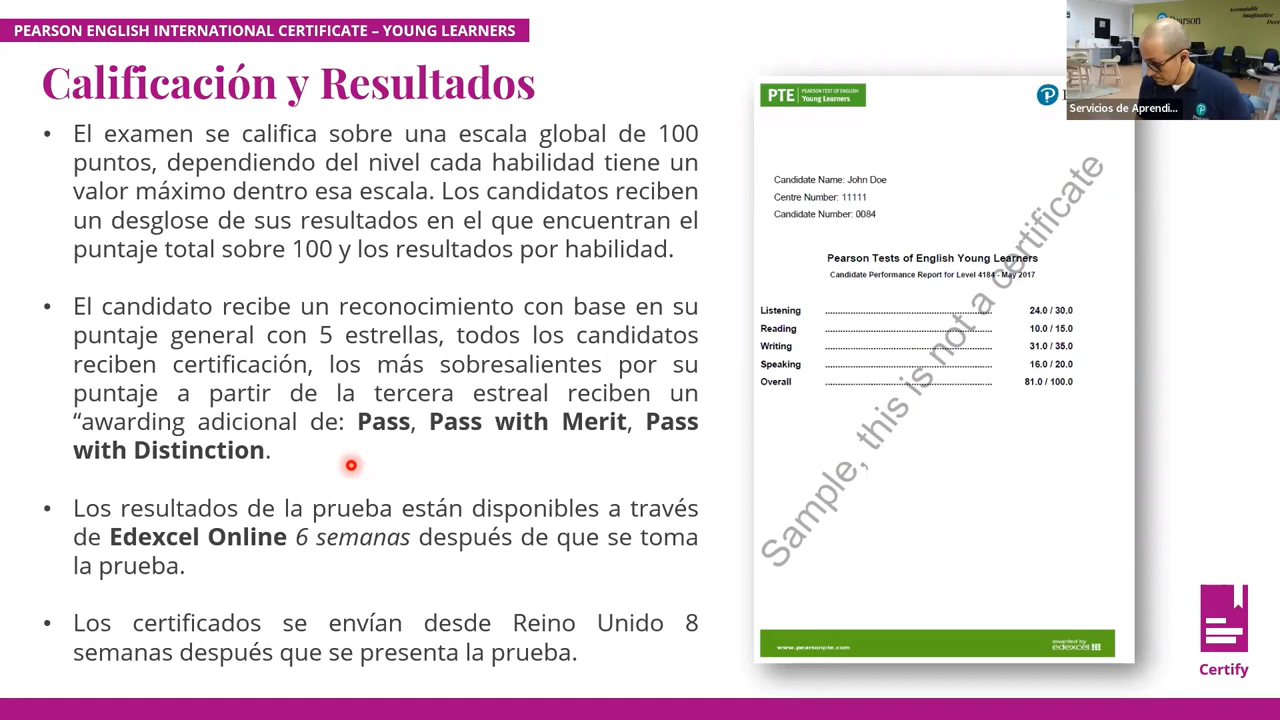 PEARSON ENGLISH INTERNATIONAL CERTIFICATE – YOUNG LEARNERS
Calificación y Resultados
• El examen se califica sobre una escala global de 100
puntos, dependiendo del nivel cada habilidad tiene un
valor máximo dentro esa escala. Los candidatos reciben
un desglose de sus resultados en el que encuentran el
puntaje total sobre 100 y los resultados por habilidad.
• El candidato recibe un reconocimiento con base en su
puntaje general con 5 estrellas, todos los candidatos
reciben certificación, los más sobresalientes por su
puntaje a partir de la tercera estreal reciben un
“awarding adicional de: Pass, Pass with Merit, Pass
with Distinction.
• Los resultados de la prueba están disponibles a través
de Edexcel Online 6 semanas después de que se toma
la prueba.
• Los certificados se envían desde Reino Unido 8
semanas después que se presenta la prueba.
PTE PEARSON TEST OF ENGLISH
Young Learners
Candidate Name: John Doe
Centre Number: 11111
Candidate Number: 0084
Pearson Tests of English Young Learners
Candidate Performance Report for Level 4184 - May 2017
Listening 24.0 / 30.0
Reading 10.0 / 15.0
Writing 31.0 / 35.0
Speaking 16.0 / 20.0
Overall 81.0 / 100.0
Sample, this is not a certificate
www.pearsonpte.com
awarded by
edexcel
Pearson
Accountable
Imaginative
Servicios de Aprendi...
Certify